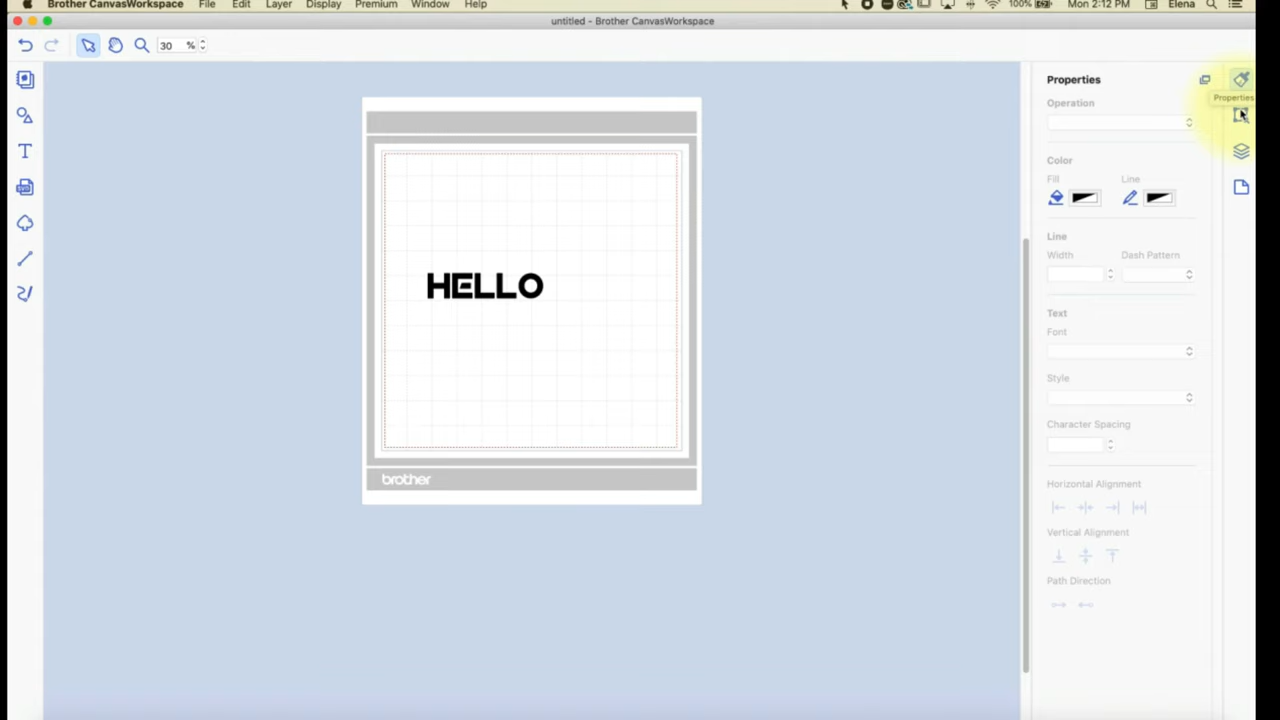 Brother CanvasWorkspace File Edit Layer Display Premium Window Help 100% Mon 2:12 PM Elena
untitled - Brother CanvasWorkspace
30 %
Properties
Properties
Operation
Color
Fill Line
Line
Width Dash Pattern
HELLO
Text
Font
Style
Character Spacing
brother
Horizontal Alignment
Vertical Alignment
Path Direction